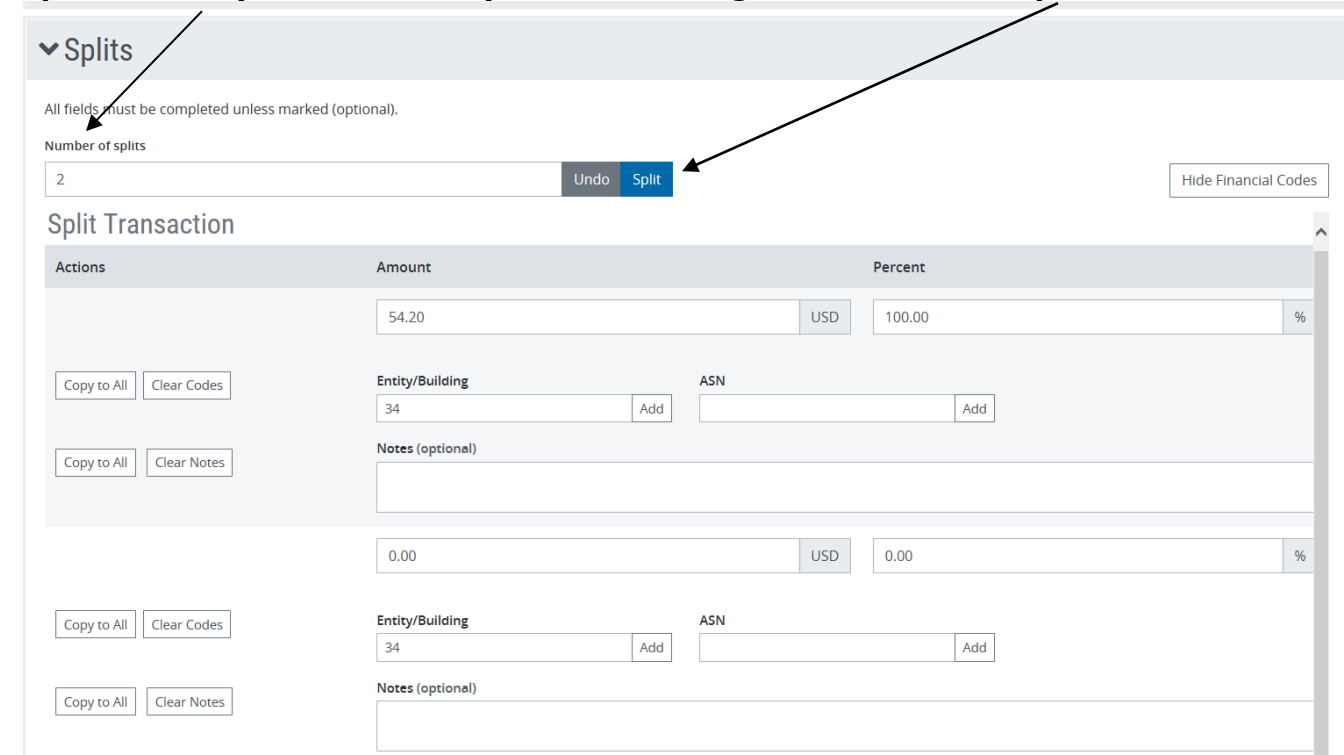 Splits
All fields must be completed unless marked (optional).
Number of splits
2 Undo Split Hide Financial Codes
Split Transaction
Actions Amount Percent
54.20 USD 100.00 %
Entity/Building ASN
Copy to All Clear Codes 34 Add Add
Notes (optional)
Copy to All Clear Notes
0.00 USD 0.00 %
Entity/Building ASN
Copy to All Clear Codes 34 Add Add
Notes (optional)
Copy to All Clear Notes